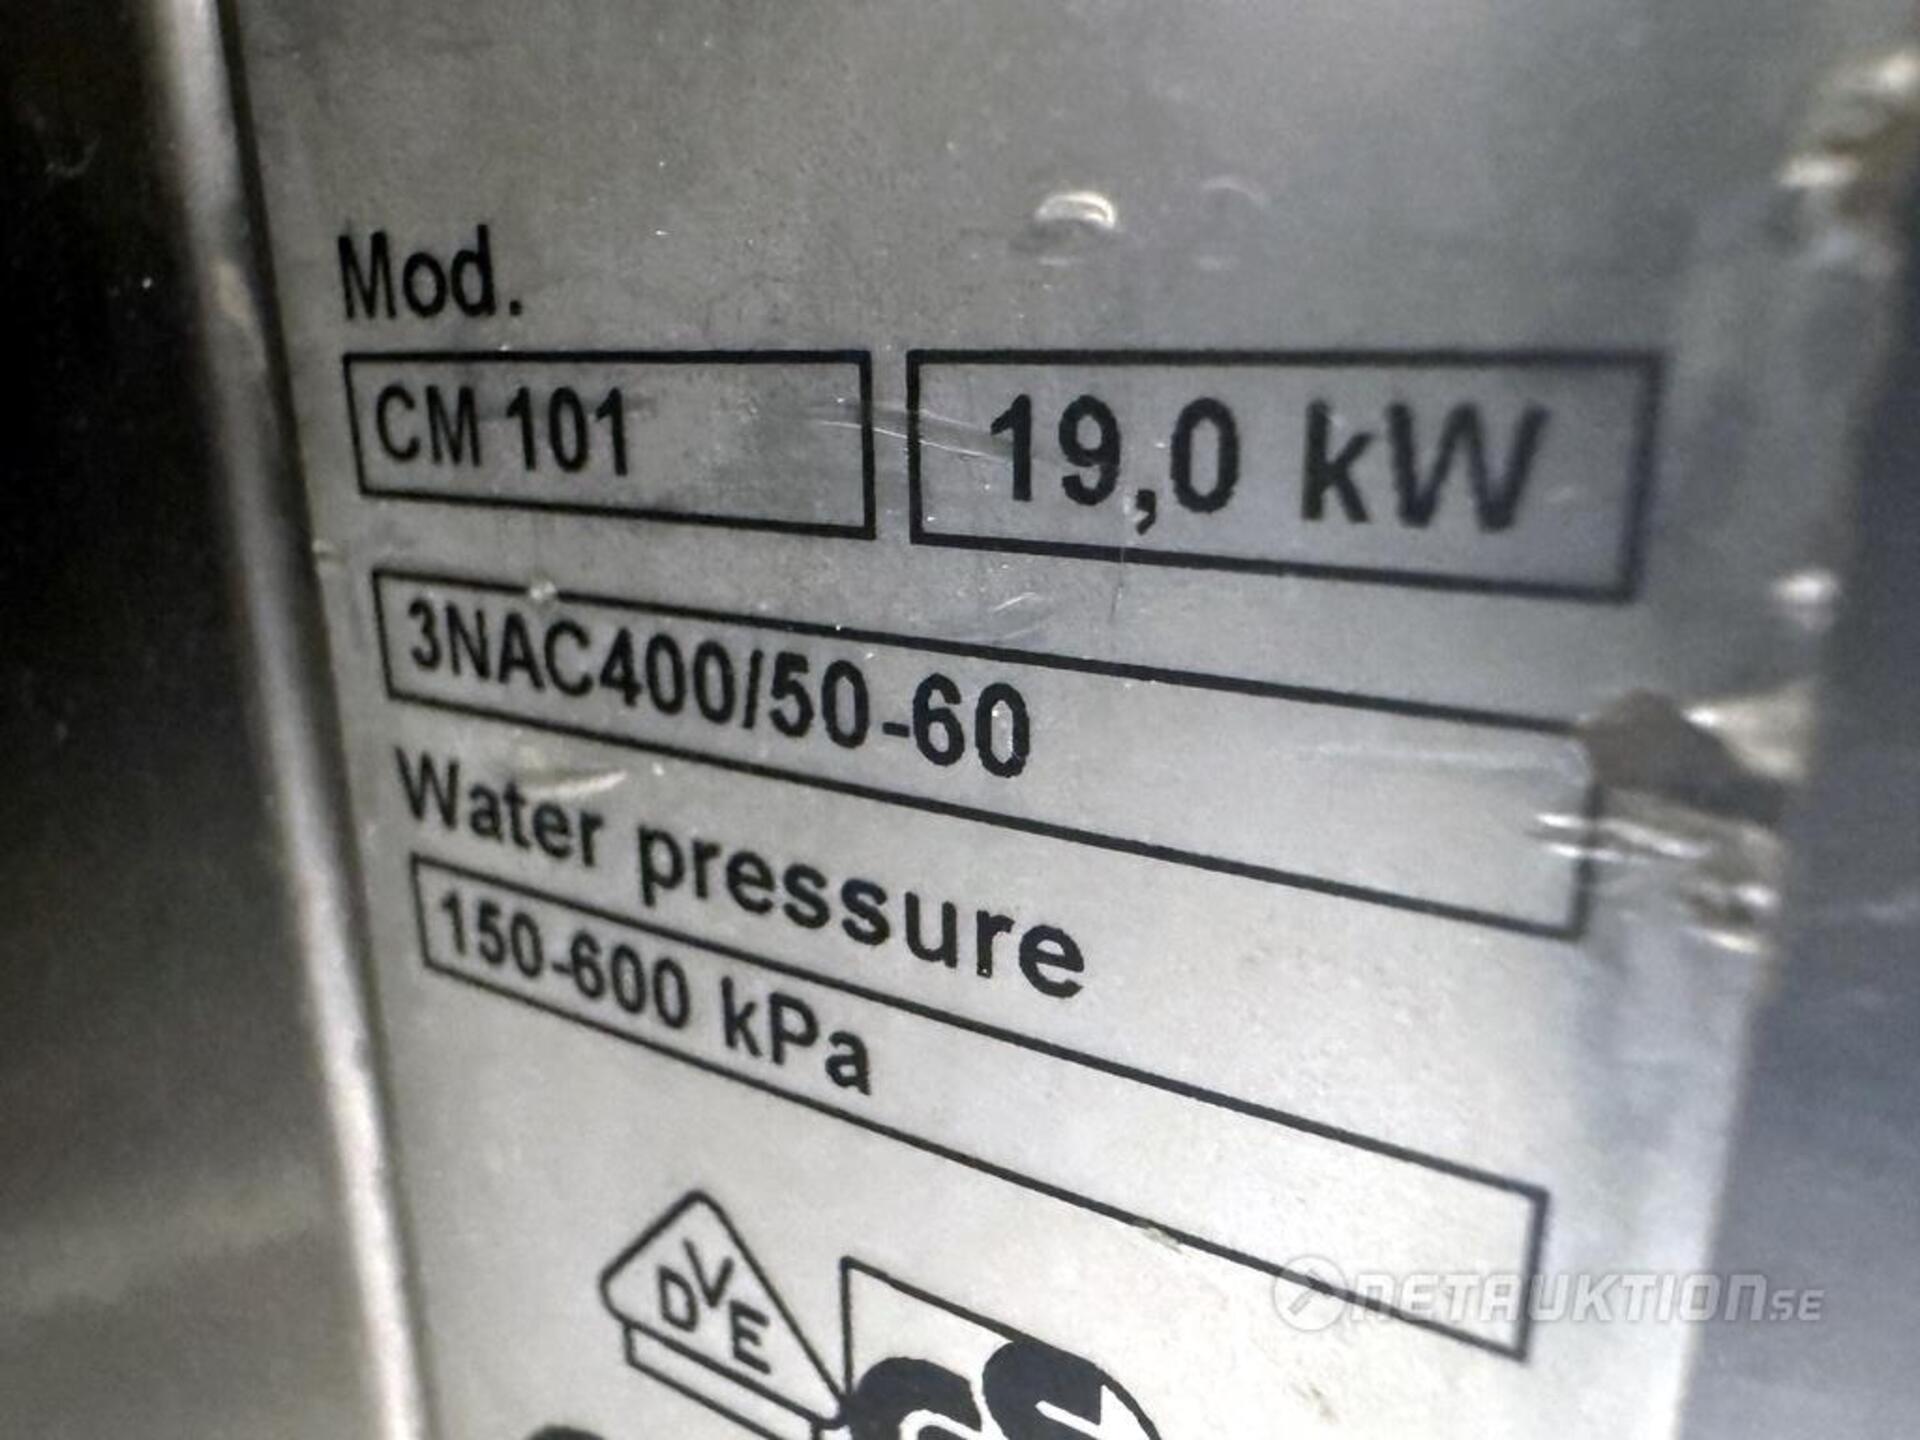 Mod.
CM 101 19,0 kW
3NAC400/50-60
Water pressure
150-600 kPa
DVE
NETAUKTION.SE